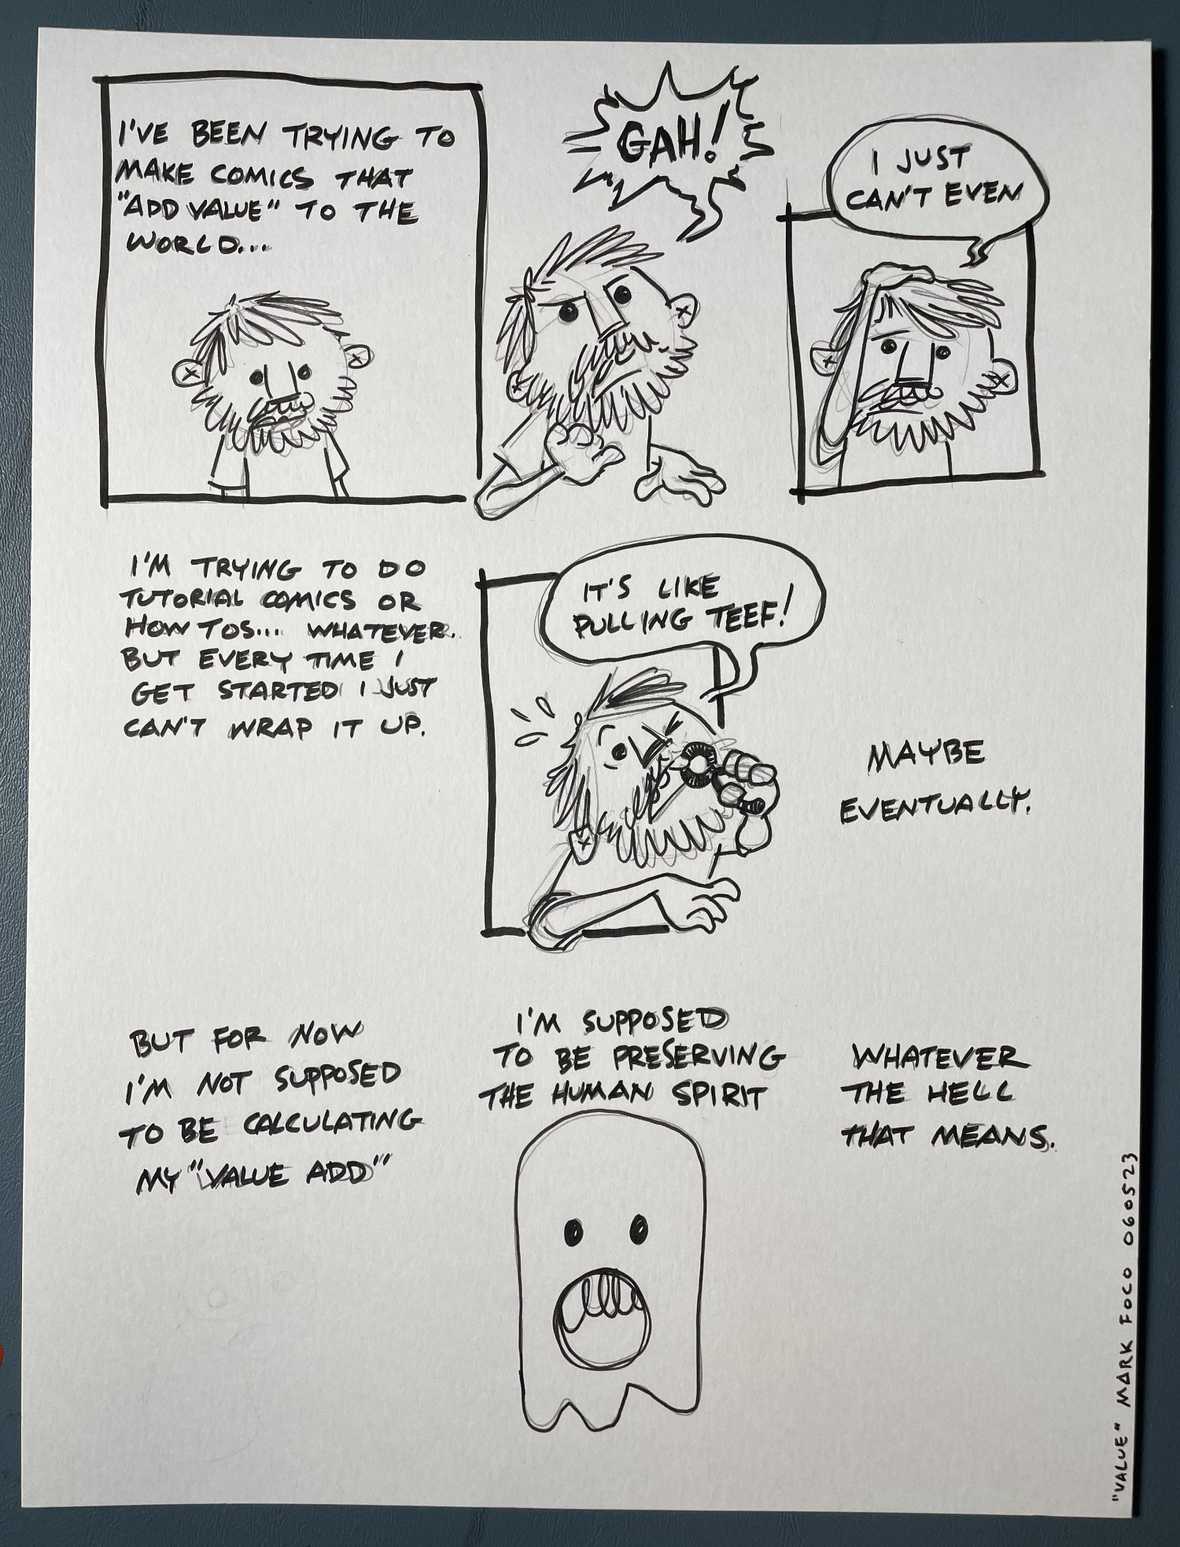 I'VE BEEN TRYING TO
MAKE COMICS THAT
"ADD VALUE" TO THE
WORLD...
GAH!
I JUST
CAN'T EVEN
I'M TRYING TO DO
TUTORIAL COMICS OR
HOW TOS... WHATEVER.
BUT EVERY TIME I
GET STARTED I JUST
CAN'T WRAP IT UP.
IT'S LIKE
PULLING TEEF!
MAYBE
EVENTUALLY.
BUT FOR NOW
I'M NOT SUPPOSED
TO BE CALCULATING
MY "VALUE ADD"
I'M SUPPOSED
TO BE PRESERVING
THE HUMAN SPIRIT
WHATEVER
THE HELL
THAT MEANS.
"VALUE" MARK FOCO 060523